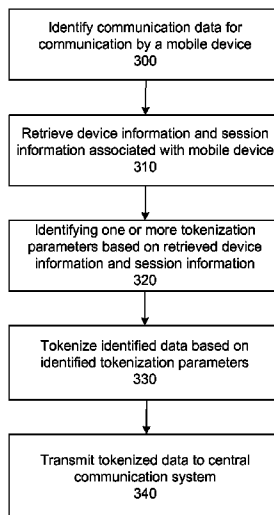 Identify communication data for
communication by a mobile device
300
Retrieve device information and session
information associated with mobile device
310
Identifying one or more tokenization
parameters based on retrieved device
information and session information
320
Tokenize identified data based on
identified tokenization parameters
330
Transmit tokenized data to central
communication system
340